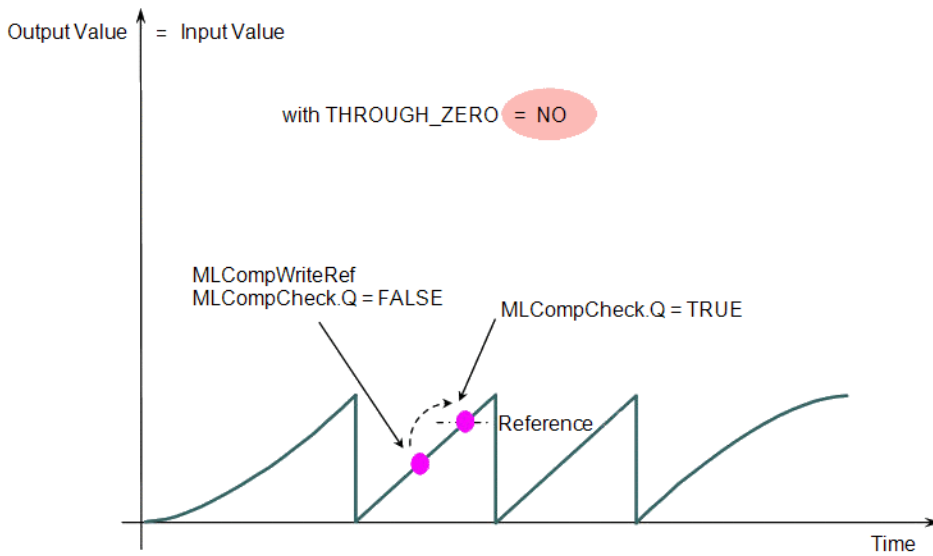 Output Value = Input Value
with THROUGH_ZERO = NO
MLCompWriteRef
MLCompCheck.Q = FALSE
MLCompCheck.Q = TRUE
Reference
Time